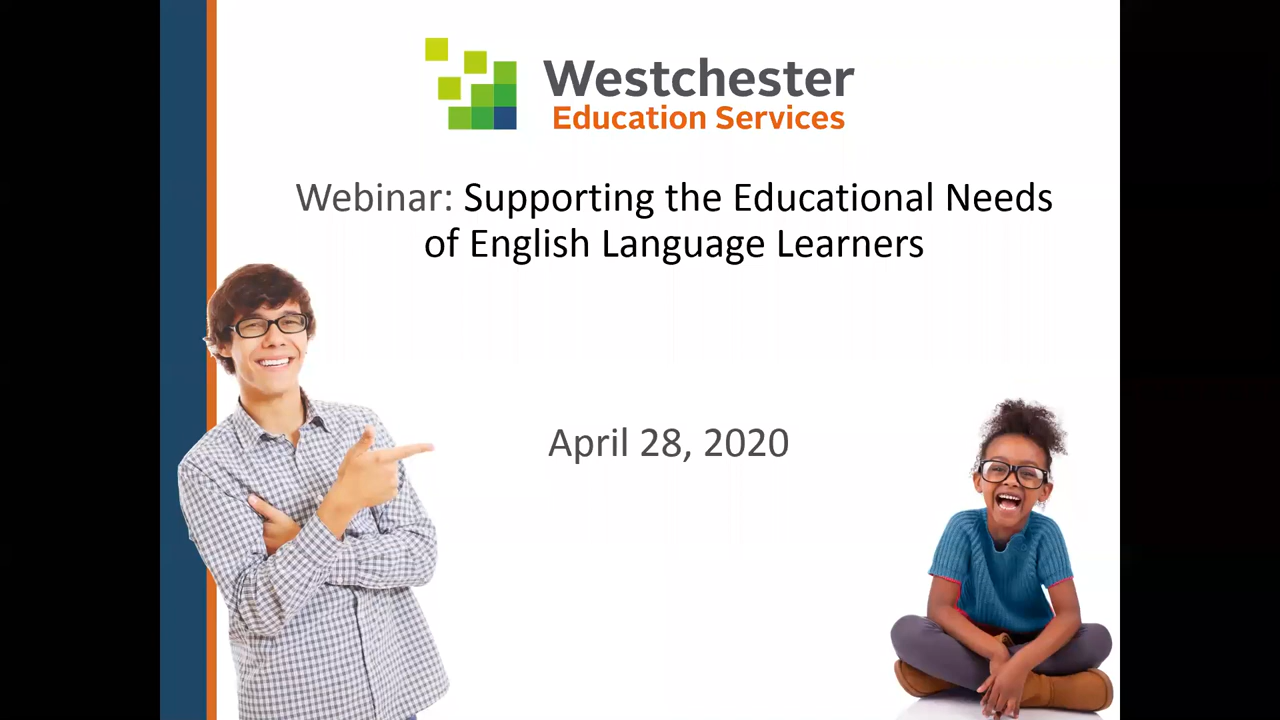 Westchester
Education Services
Webinar: Supporting the Educational Needs
of English Language Learners
April 28, 2020